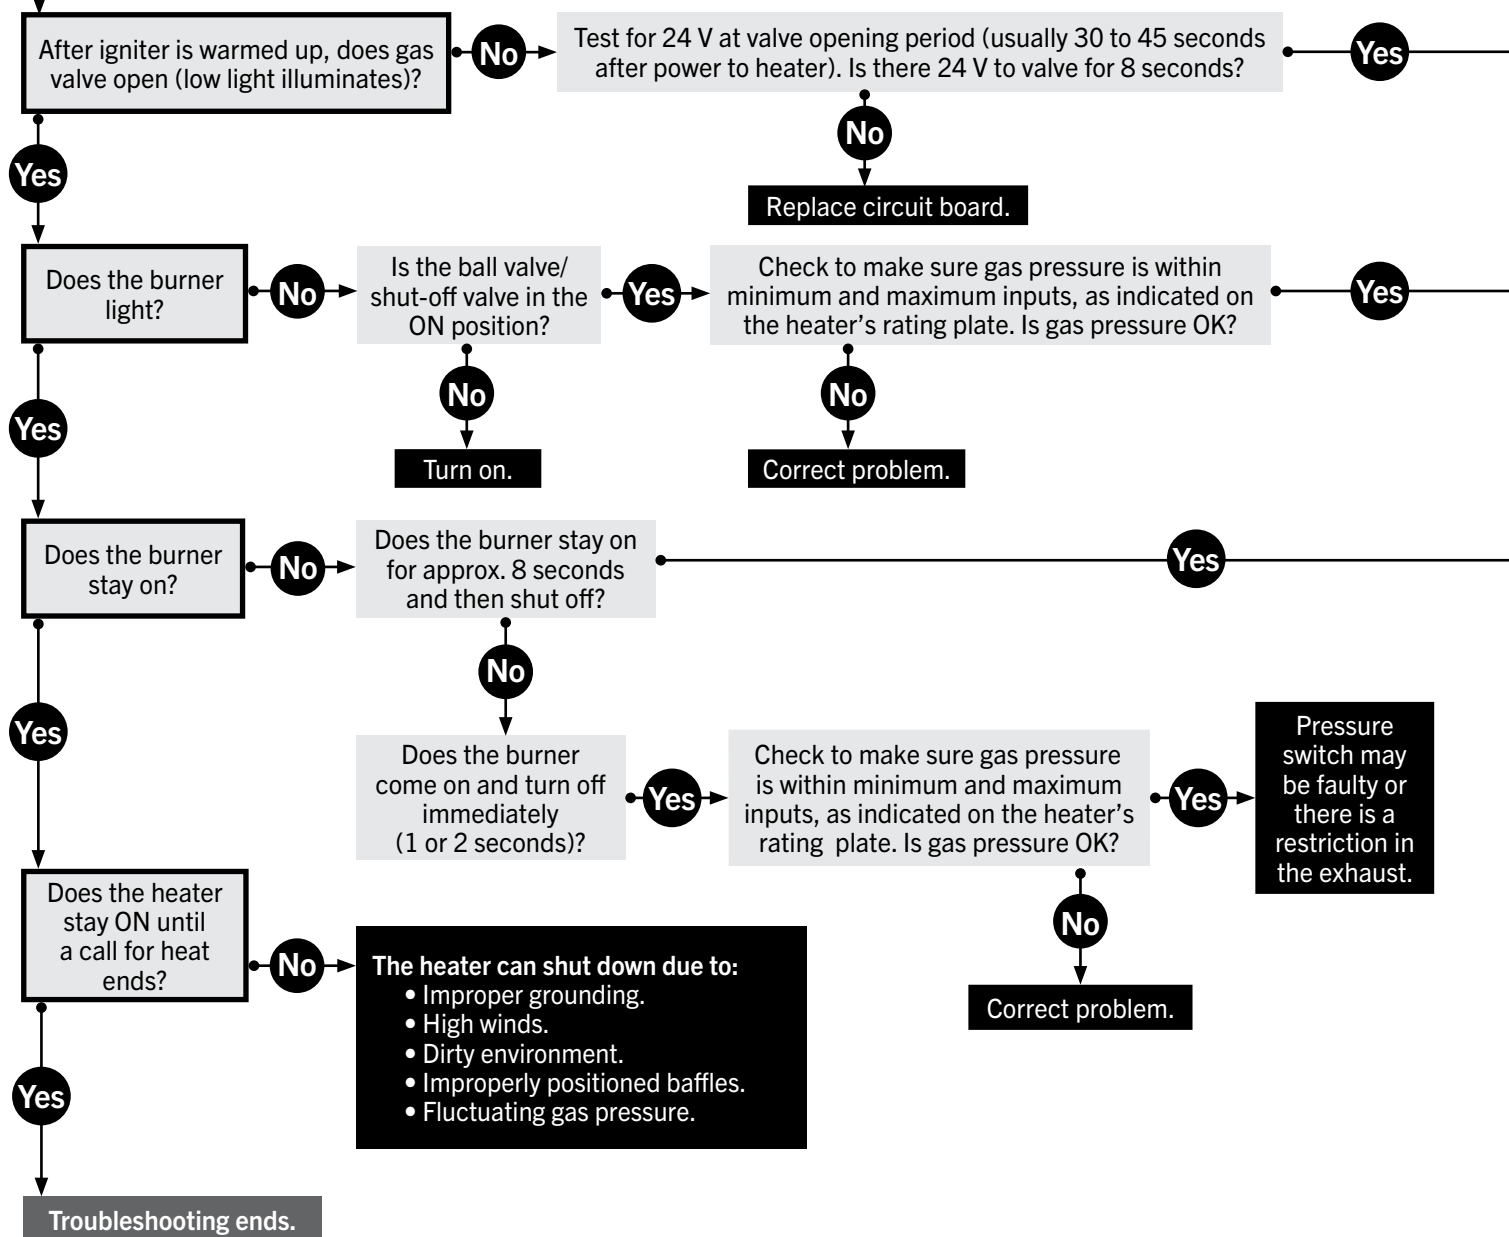 After igniter is warmed up, does gas
valve open (low light illuminates)?
No
Test for 24 V at valve opening period (usually 30 to 45 seconds
after power to heater). Is there 24 V to valve for 8 seconds?
Yes
No
Replace circuit board.
Yes
Does the burner
light?
No
Is the ball valve/
shut-off valve in the
ON position?
Yes
Check to make sure gas pressure is within
minimum and maximum inputs, as indicated on
the heater's rating plate. Is gas pressure OK?
Yes
No
Turn on.
No
Correct problem.
Yes
Does the burner
stay on?
No
Does the burner stay on
for approx. 8 seconds
and then shut off?
Yes
No
Does the burner
come on and turn off
immediately
(1 or 2 seconds)?
Yes
Check to make sure gas pressure
is within minimum and maximum
inputs, as indicated on the heater's
rating plate. Is gas pressure OK?
Yes
Pressure
switch may
be faulty or
there is a
restriction in
the exhaust.
No
Correct problem.
Yes
Does the heater
stay ON until
a call for heat
ends?
No
The heater can shut down due to:
• Improper grounding.
• High winds.
• Dirty environment.
• Improperly positioned baffles.
• Fluctuating gas pressure.
Yes
Troubleshooting ends.